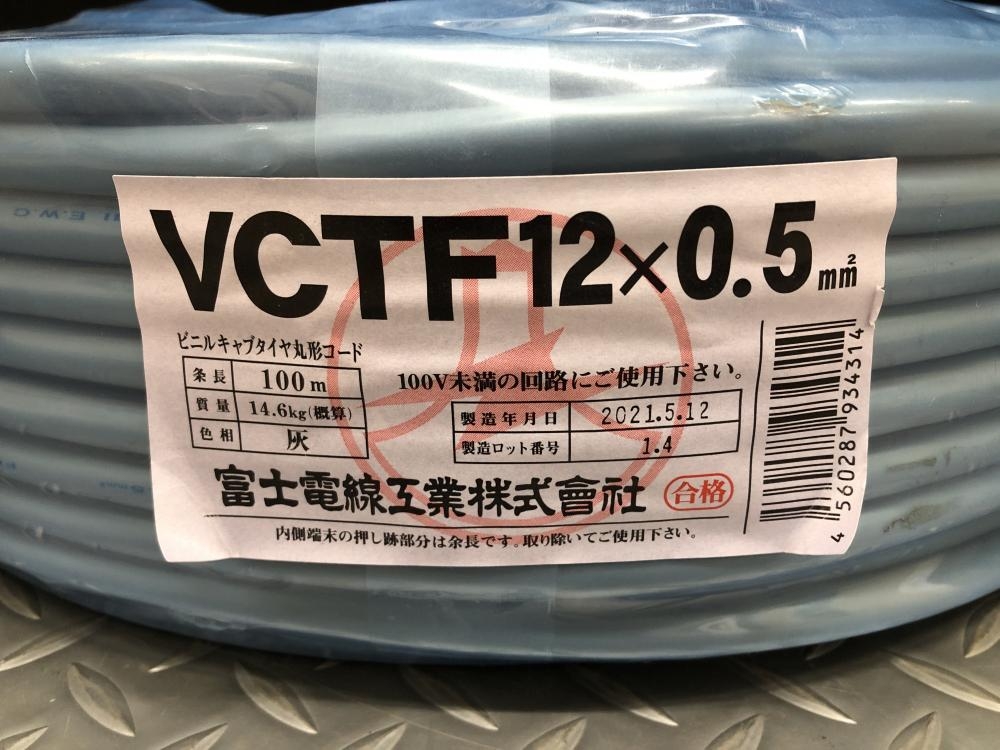 VCTF12×0.5mm²
ビニルキャブタイヤ丸形コード
条長 100m
質量 14.6kg(概算)
色相 灰
100V未満の回路にご使用下さい。
製造年月日 2021.5.12
製造ロット番号 1.4
富士電線工業株式會社 合格
内側端末の押し跡部分は余長です。取り除いてご使用下さい。
4560287934314
E.W.C